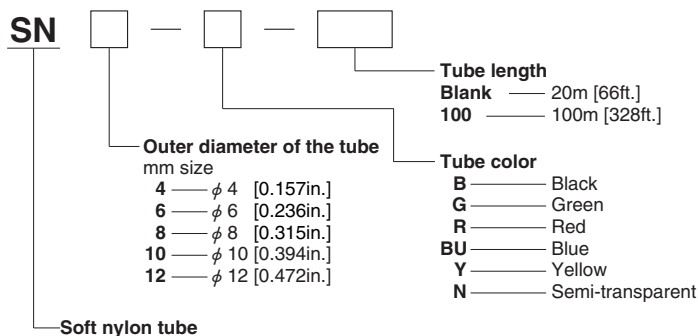 SN □ — □ — □
Tube length
Blank — 20m [66ft.]
100 — 100m [328ft.]
Outer diameter of the tube
mm size
4 — φ 4 [0.157in.]
6 — φ 6 [0.236in.]
8 — φ 8 [0.315in.]
10 — φ 10 [0.394in.]
12 — φ 12 [0.472in.]
Tube color
B — Black
G — Green
R — Red
BU — Blue
Y — Yellow
N — Semi-transparent
Soft nylon tube